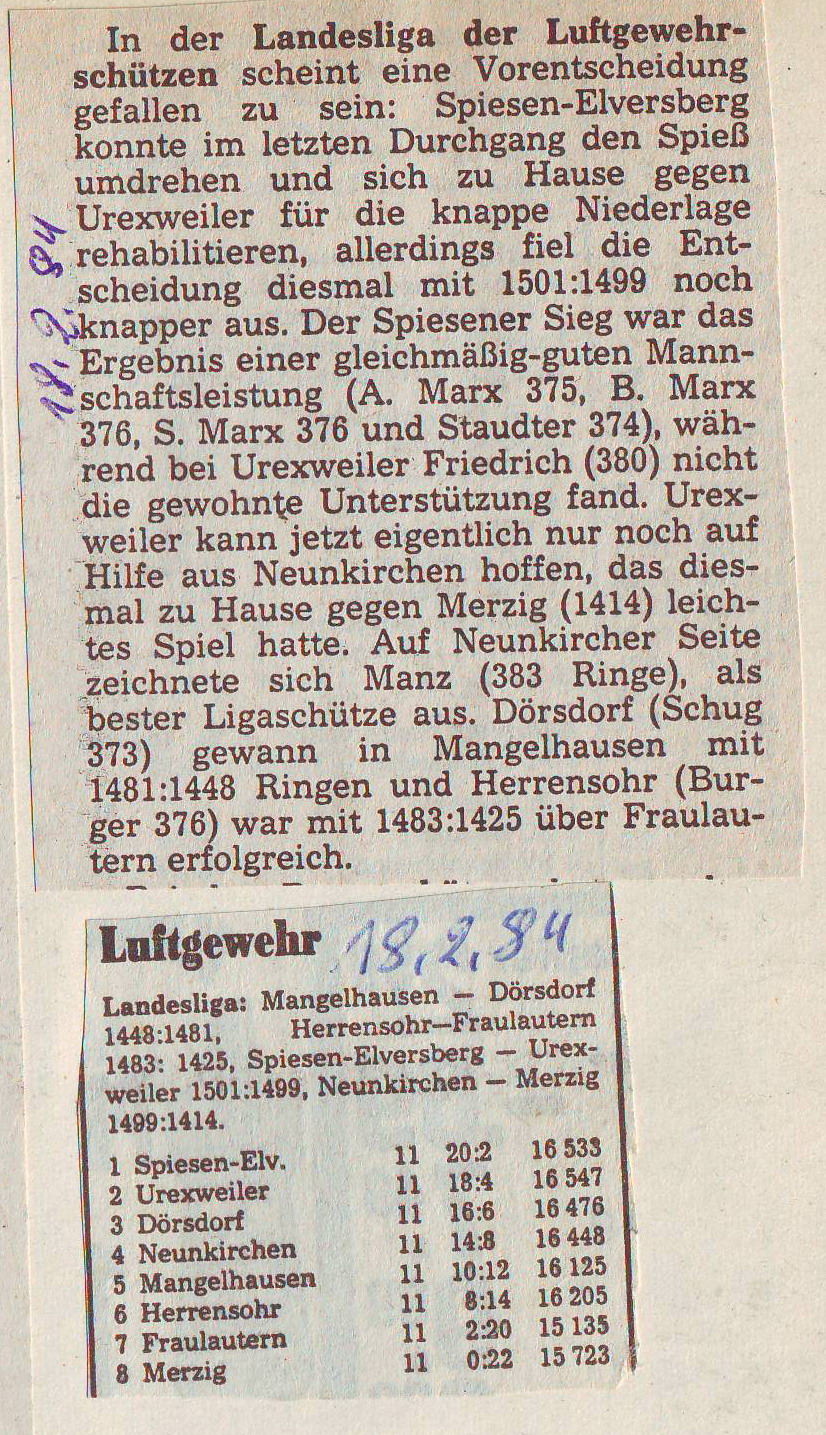 In der Landesliga der Luftgewehr-
schützen scheint eine Vorentscheidung
gefallen zu sein: Spiesen-Elversberg
konnte im letzten Durchgang den Spieß
umdrehen und sich zu Hause gegen
Urexweiler für die knappe Niederlage
rehabilitieren, allerdings fiel die Ent-
scheidung diesmal mit 1501:1499 noch
knapper aus. Der Spiesener Sieg war das
Ergebnis einer gleichmäßig-guten Mann-
schaftsleistung (A. Marx 375, B. Marx
376, S. Marx 376 und Staudter 374), wäh-
rend bei Urexweiler Friedrich (380) nicht
die gewohnte Unterstützung fand. Urex-
weiler kann jetzt eigentlich nur noch auf
Hilfe aus Neunkirchen hoffen, das dies-
mal zu Hause gegen Merzig (1414) leich-
tes Spiel hatte. Auf Neunkircher Seite
zeichnete sich Manz (383 Ringe), als
bester Ligaschütze aus. Dörsdorf (Schug
373) gewann in Mangelhausen mit
1481:1448 Ringen und Herrensohr (Bur-
ger 376) war mit 1483:1425 über Fraulau-
tern erfolgreich.
18.2.84
Luftgewehr 18.2.84
Landesliga: Mangelhausen — Dörsdorf
1448:1481, Herrensohr—Fraulautern
1483: 1425, Spiesen-Elversberg — Urex-
weiler 1501:1499, Neunkirchen — Merzig
1499:1414.
1 Spiesen-Elv. 11 20:2 16 533
2 Urexweiler 11 18:4 16 547
3 Dörsdorf 11 16:6 16 476
4 Neunkirchen 11 14:8 16 448
5 Mangelhausen 11 10:12 16 125
6 Herrensohr 11 8:14 16 205
7 Fraulautern 11 2:20 15 135
8 Merzig 11 0:22 15 723